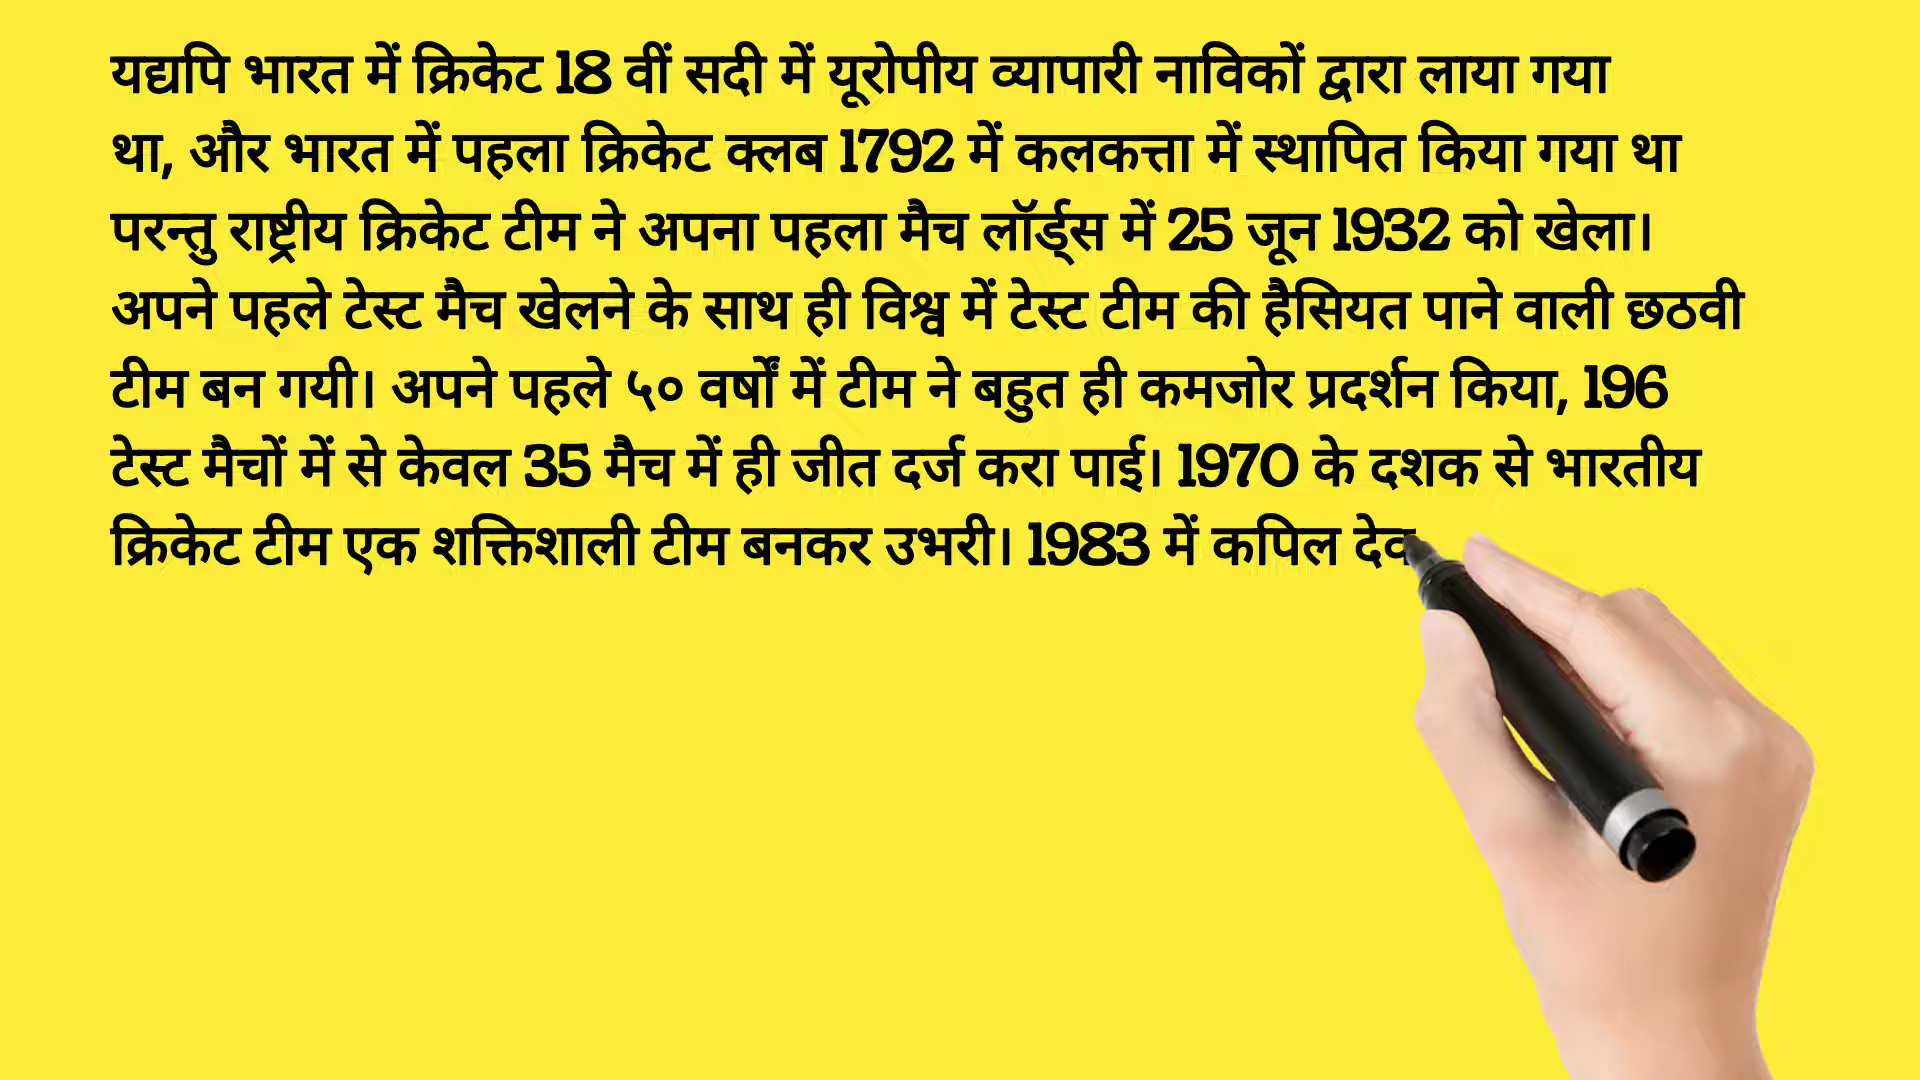 यद्यपि भारत में क्रिकेट 18 वीं सदी में यूरोपीय व्यापारी नाविकों द्वारा लाया गया
था, और भारत में पहला क्रिकेट क्लब 1792 में कलकत्ता में स्थापित किया गया था
परन्तु राष्ट्रीय क्रिकेट टीम ने अपना पहला मैच लॉर्ड्स में 25 जून 1932 को खेला।
अपने पहले टेस्ट मैच खेलने के साथ ही विश्व में टेस्ट टीम की हैसियत पाने वाली छठवी
टीम बन गयी। अपने पहले ५० वर्षों में टीम ने बहुत ही कमजोर प्रदर्शन किया, 196
टेस्ट मैचों में से केवल 35 मैच में ही जीत दर्ज करा पाई। 1970 के दशक से भारतीय
क्रिकेट टीम एक शक्तिशाली टीम बनकर उभरी। 1983 में कपिल देव